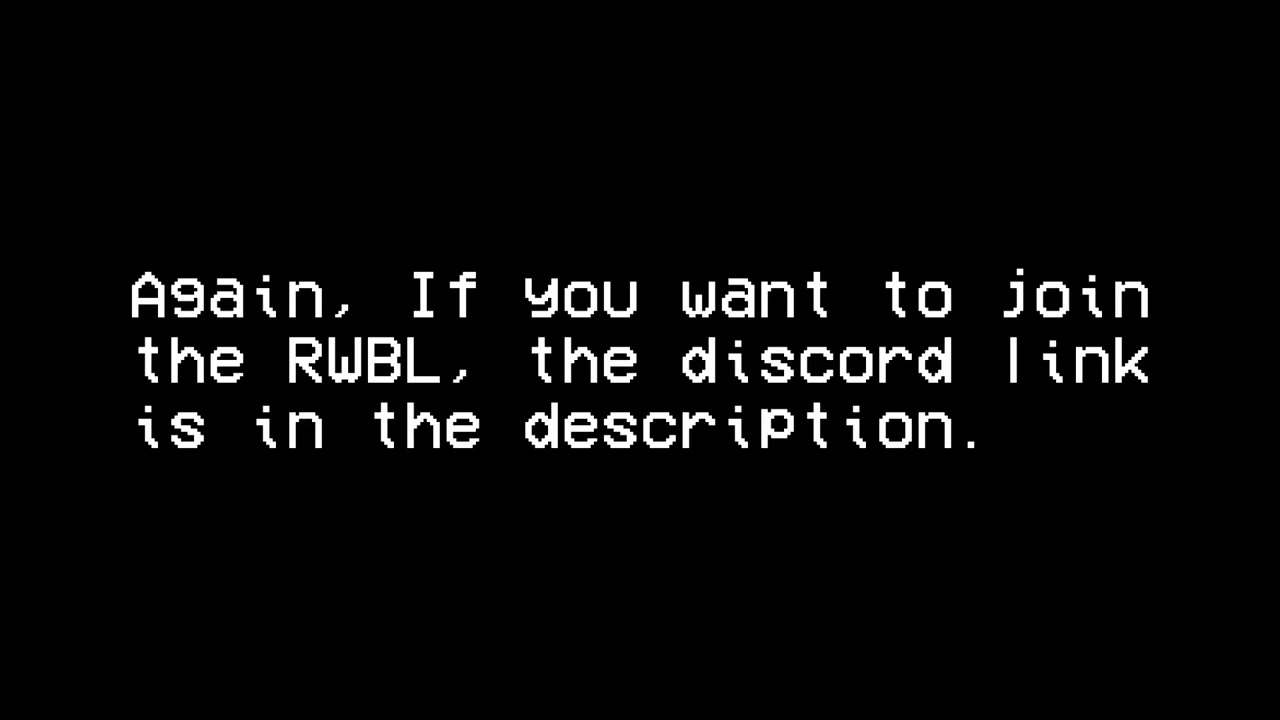 Again, If you want to join
the RWBL, the discord link
is in the description.